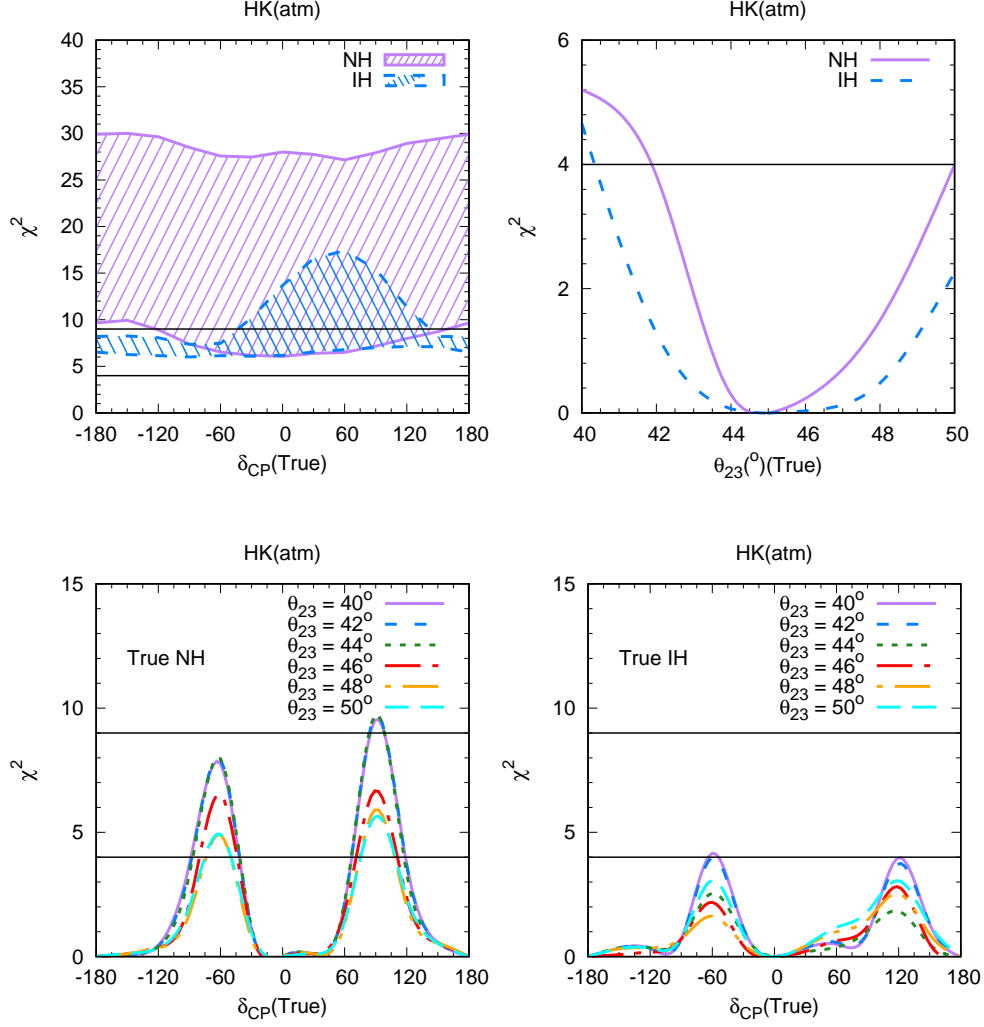 HK(atm)
NH
IH
40
35
30
25
20
15
10
5
0
χ²
-180 -120 -60 0 60 120 180
δCP(True)
HK(atm)
NH
IH
6
4
2
0
χ²
40 42 44 46 48 50
θ23(°)(True)
HK(atm)
θ23 = 40°
θ23 = 42°
θ23 = 44°
θ23 = 46°
θ23 = 48°
θ23 = 50°
True NH
15
10
5
0
χ²
-180 -120 -60 0 60 120 180
δCP(True)
HK(atm)
θ23 = 40°
θ23 = 42°
θ23 = 44°
θ23 = 46°
θ23 = 48°
θ23 = 50°
True IH
15
10
5
0
χ²
-180 -120 -60 0 60 120 180
δCP(True)